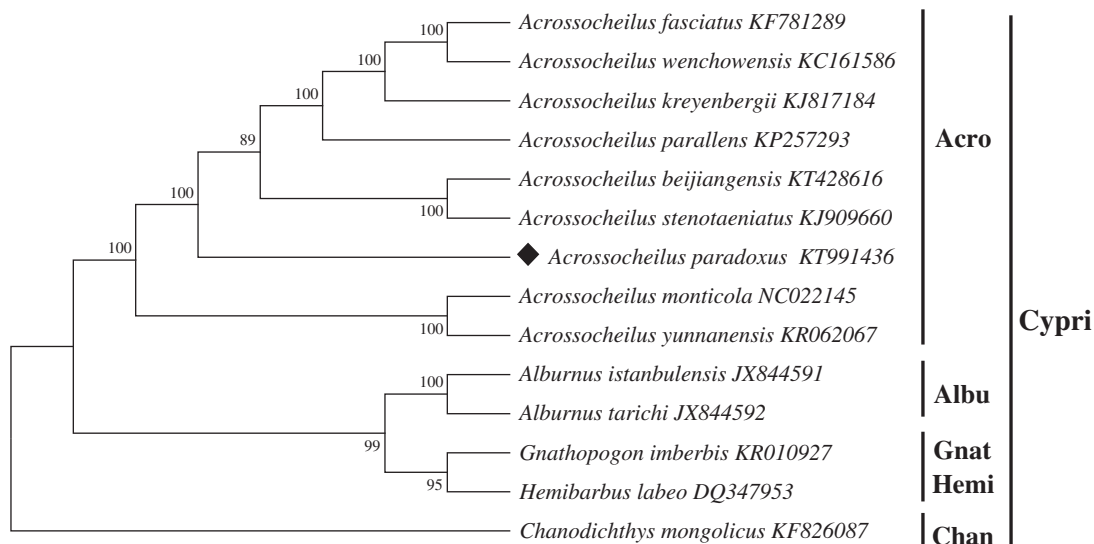 Acrossocheilus fasciatus KF781289
Acrossocheilus wenchowensis KC161586
Acrossocheilus kreyenbergii KJ817184
Acrossocheilus parallens KP257293
Acrossocheilus beijiangensis KT428616
Acrossocheilus stenotaeniatus KJ909660
Acrossocheilus paradoxus KT991436
Acrossocheilus monticola NC022145
Acrossocheilus yunnanensis KR062067
Alburnus istanbulensis JX844591
Alburnus tarichi JX844592
Gnathopogon imberbis KR010927
Hemibarbus labeo DQ347953
Chanodichthys mongolicus KF826087
100
100
100
89
100
100
100
100
100
99
95
Acro
Albu
Gnat
Hemi
Chan
Cypri